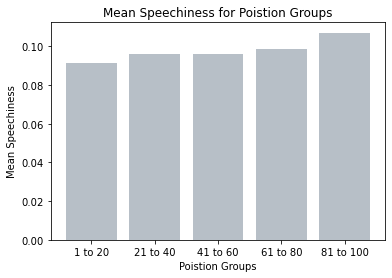 Mean Speechiness for Poistion Groups
Mean Speechiness
0.10
0.08
0.06
0.04
0.02
0.00
1 to 20 21 to 40 41 to 60 61 to 80 81 to 100
Poistion Groups